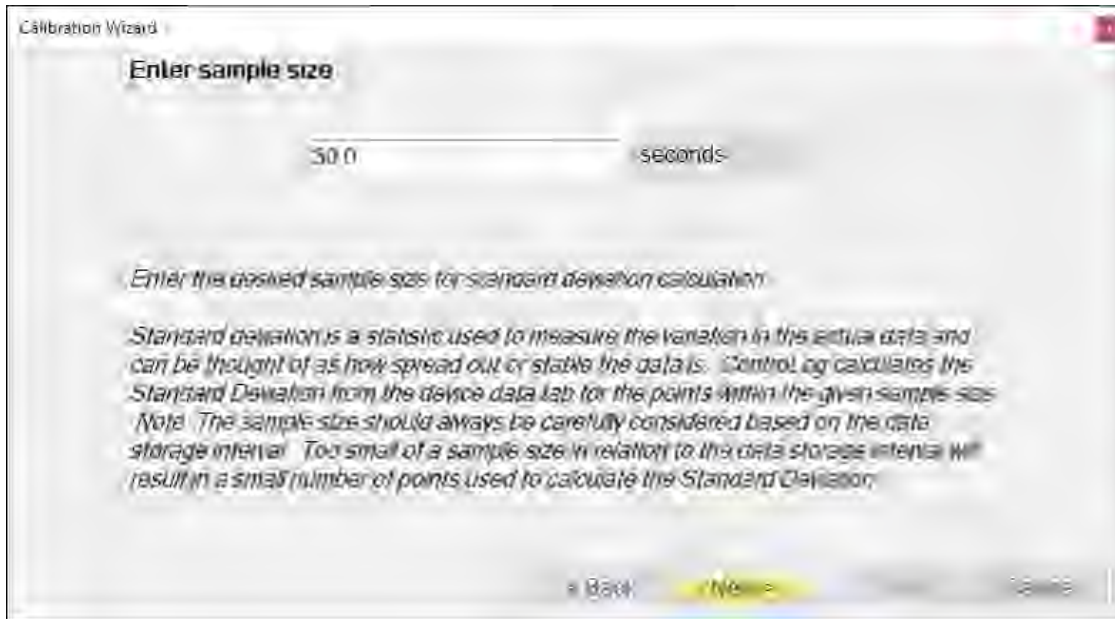 Calibration Wizard
Enter sample size
seconds
Enter the desired sample size for standard deviation calculation
Standard deviation is a statistic used to measure the variation in the actual data and
can be thought of as how spread out or stable the data is. ControLog calculates the
Standard Deviation from the device data tab for the points within the given sample size
Note The sample size should always be carefully considered based on the data
storage interval Too small of a sample size in relation to the data storage interval will
result in a small number of points used to calculate the Standard Deviation
< Back Next > Cancel